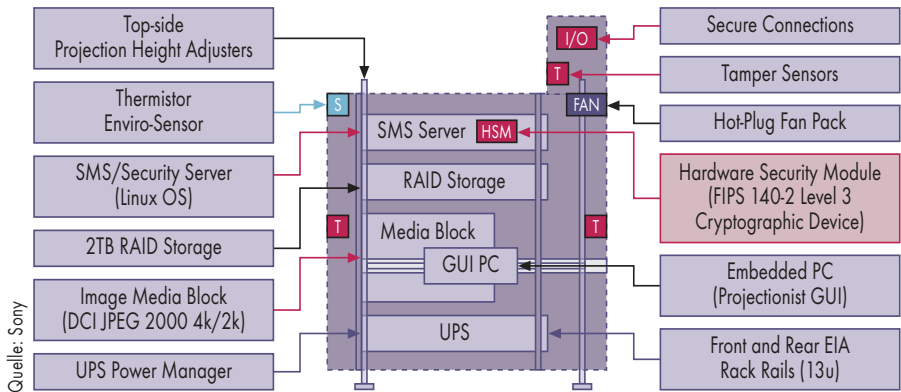 Top-side
Projection Height Adjusters
Thermistor
Enviro-Sensor
SMS/Security Server
(Linux OS)
2TB RAID Storage
Image Media Block
(DCI JPEG 2000 4k/2k)
UPS Power Manager
Quelle: Sony
I/O
T
S
FAN
SMS Server
HSM
RAID Storage
T
Media Block
T
GUI PC
UPS
Secure Connections
Tamper Sensors
Hot-Plug Fan Pack
Hardware Security Module
(FIPS 140-2 Level 3
Cryptographic Device)
Embedded PC
(Projectionist GUI)
Front and Rear EIA
Rack Rails (13u)